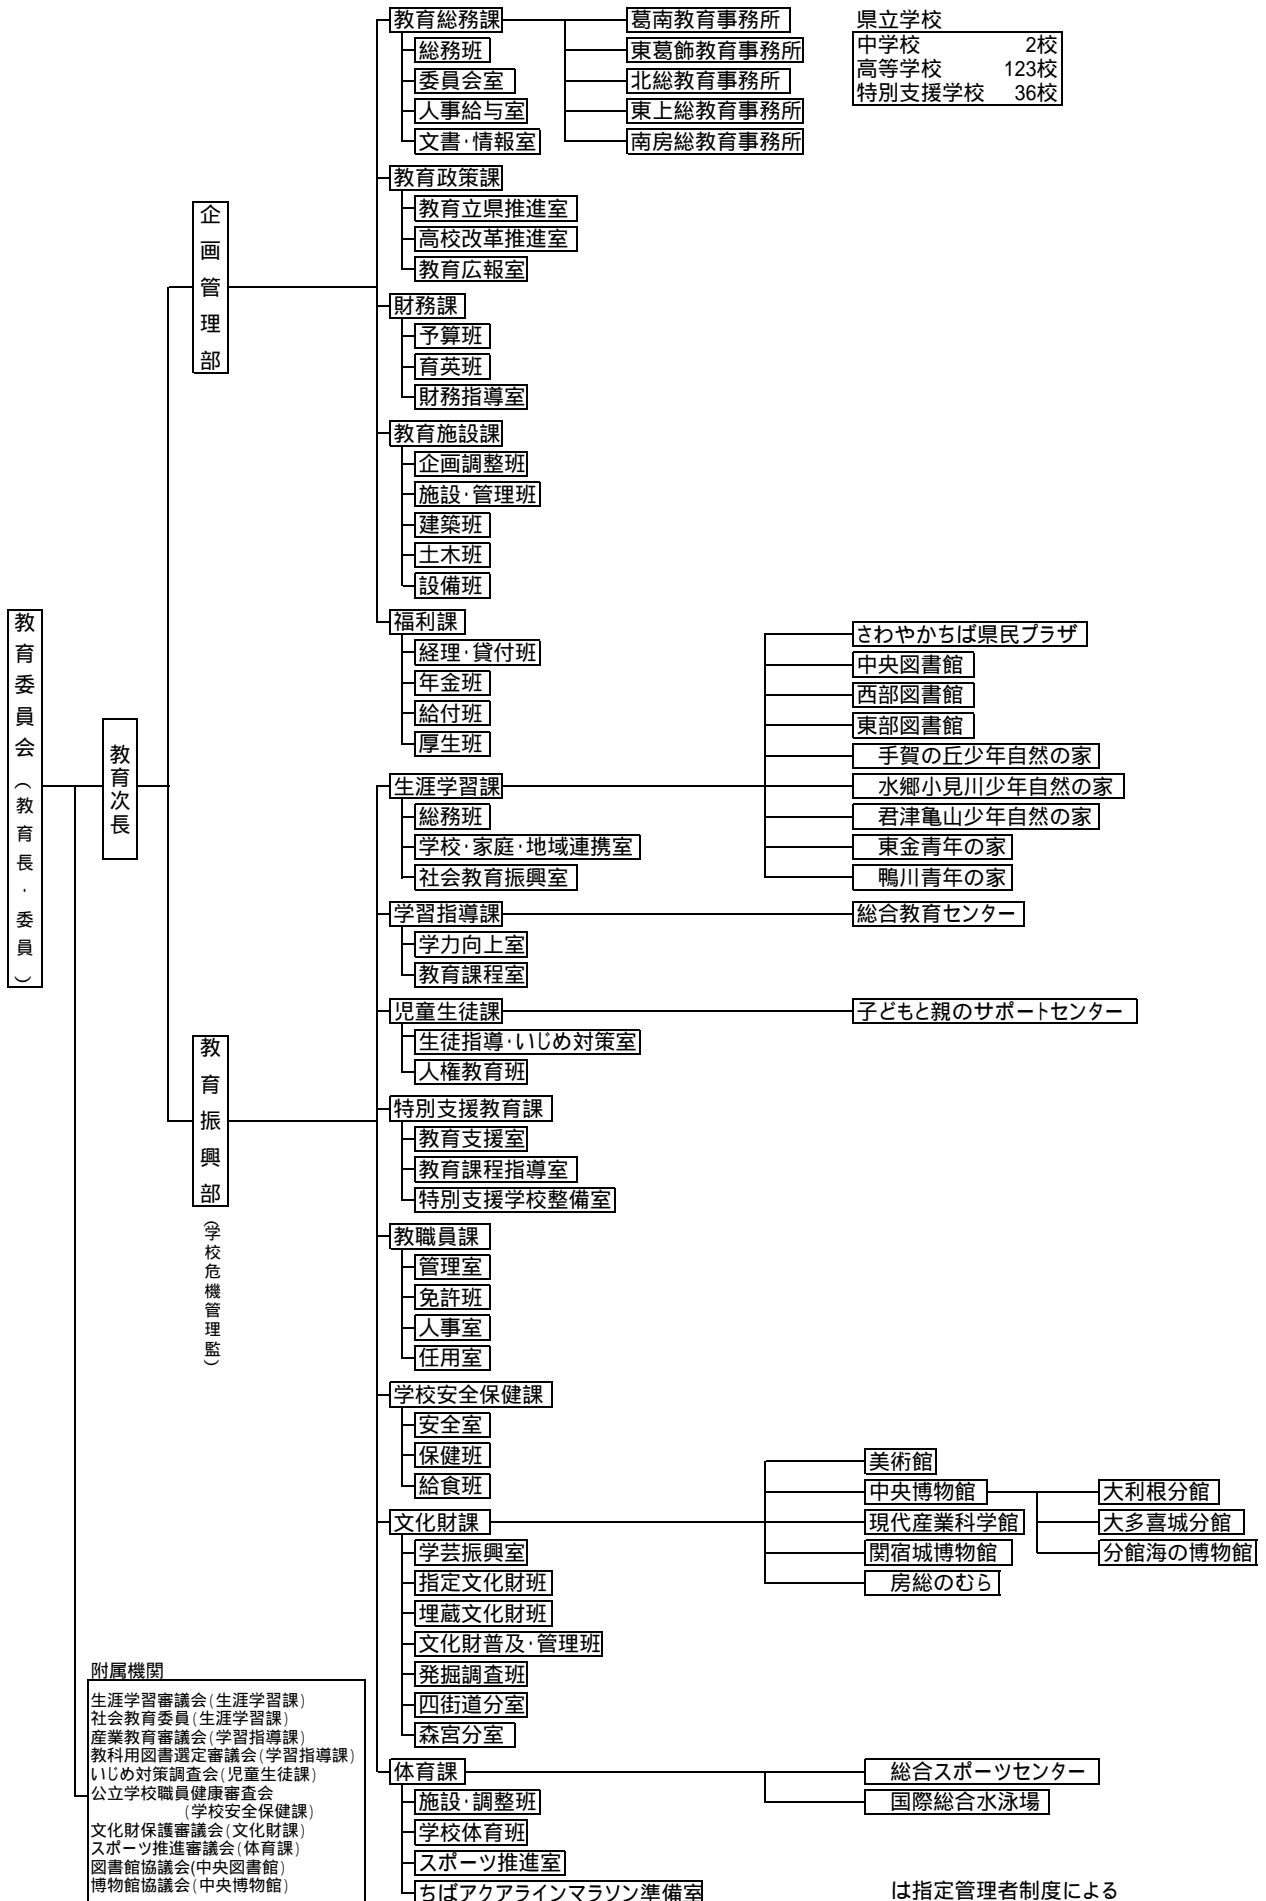 教育委員会（教育長・委員）
教育次長
企画管理部
教育総務課
総務班
委員会室
人事給与室
文書・情報室
葛南教育事務所
東葛飾教育事務所
北総教育事務所
東上総教育事務所
南房総教育事務所
県立学校
中学校 2校
高等学校 123校
特別支援学校 36校
教育政策課
教育立県推進室
高校改革推進室
教育広報室
財務課
予算班
育英班
財務指導室
教育施設課
企画調整班
施設・管理班
建築班
土木班
設備班
福利課
経理・貸付班
年金班
給付班
厚生班
教育振興部
（学校危機管理監）
生涯学習課
総務班
学校・家庭・地域連携室
社会教育振興室
さわやかちば県民プラザ
中央図書館
西部図書館
東部図書館
手賀の丘少年自然の家
水郷小見川少年自然の家
君津亀山少年自然の家
東金青年の家
鴨川青年の家
学習指導課
学力向上室
教育課程室
総合教育センター
児童生徒課
生徒指導・いじめ対策室
人権教育班
子どもと親のサポートセンター
特別支援教育課
教育支援室
教育課程指導室
特別支援学校整備室
教職員課
管理室
免許班
人事室
任用室
学校安全保健課
安全室
保健班
給食班
文化財課
学芸振興室
指定文化財班
埋蔵文化財班
文化財普及・管理班
発掘調査班
四街道分室
森宮分室
美術館
中央博物館
現代産業科学館
関宿城博物館
房総のむら
大利根分館
大多喜城分館
分館海の博物館
体育課
施設・調整班
学校体育班
スポーツ推進室
ちばアクアラインマラソン準備室
総合スポーツセンター
国際総合水泳場
附属機関
生涯学習審議会(生涯学習課)
社会教育委員(生涯学習課)
産業教育審議会(学習指導課)
教科用図書選定審議会(学習指導課)
いじめ対策調査会(児童生徒課)
公立学校職員健康審査会
(学校安全保健課)
文化財保護審議会(文化財課)
スポーツ推進審議会(体育課)
図書館協議会(中央図書館)
博物館協議会(中央博物館)
は指定管理者制度による